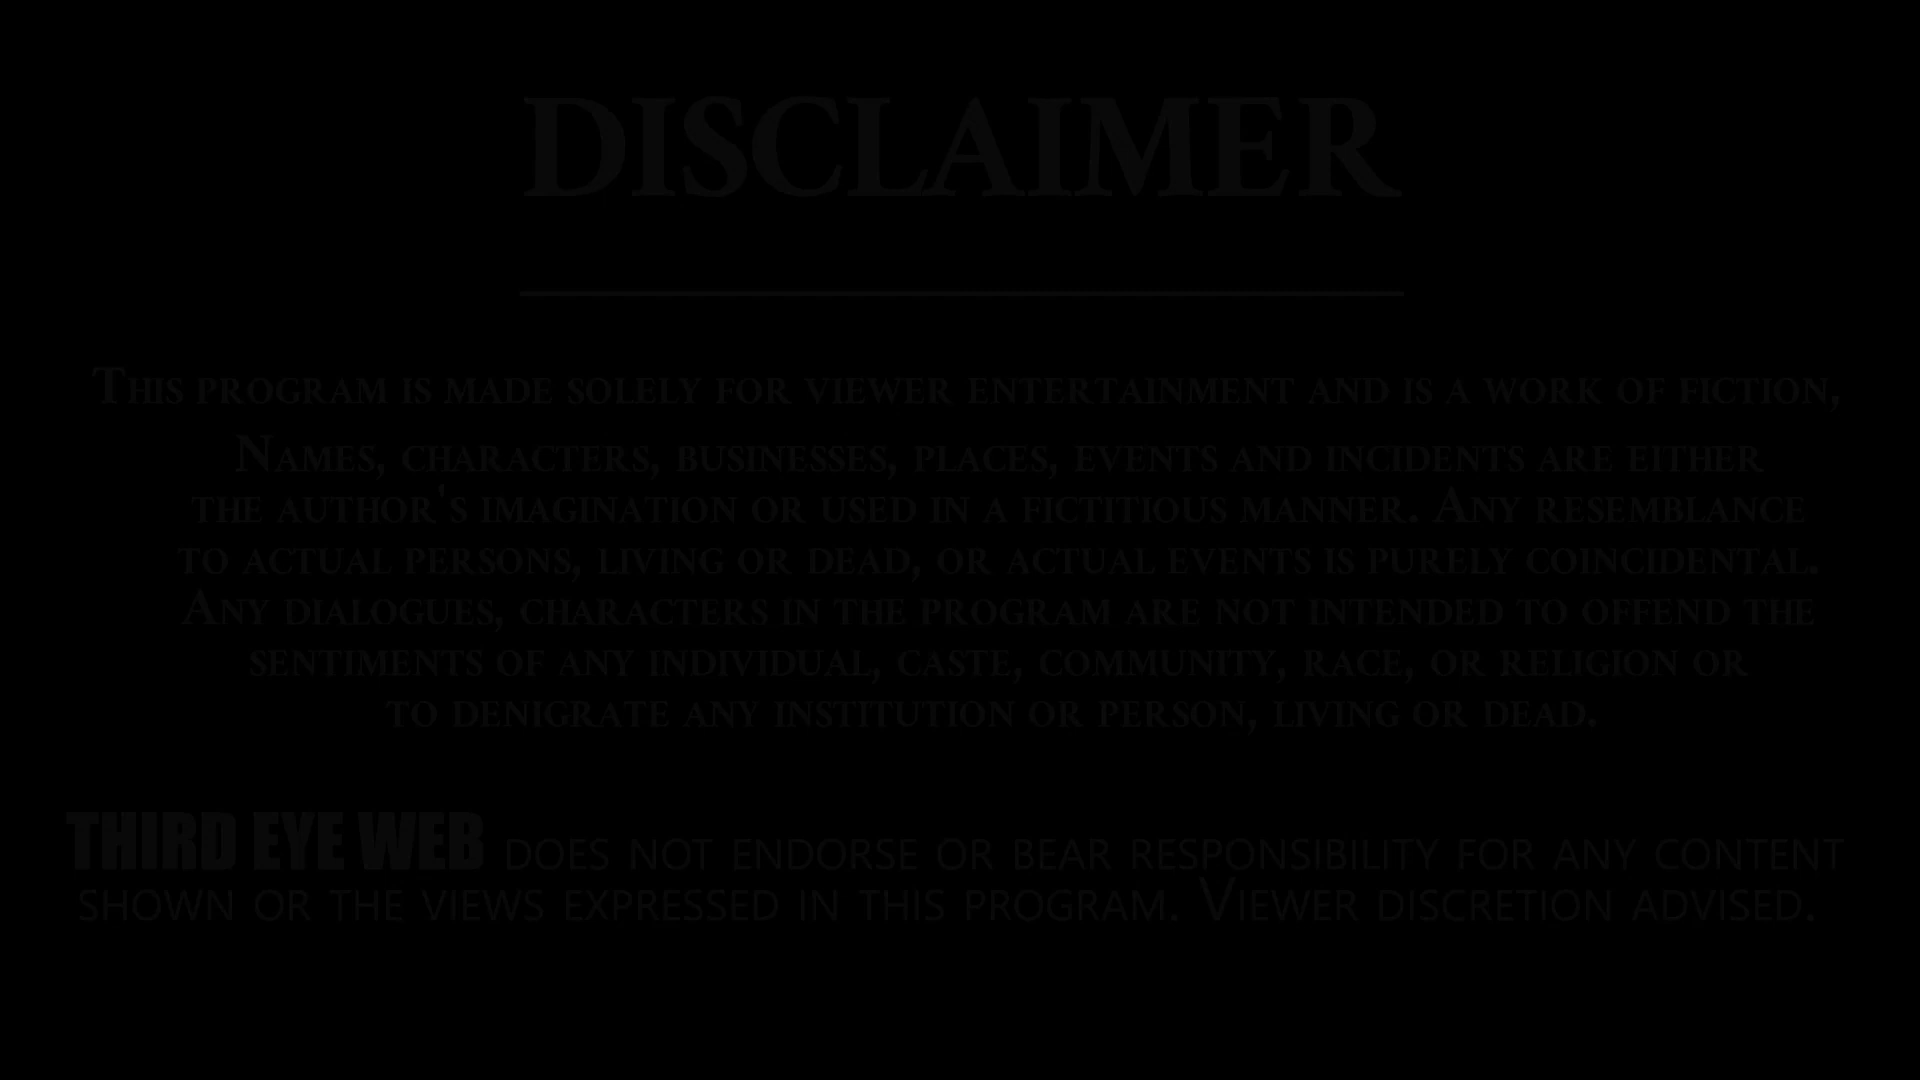 DISCLAIMER
This program is made solely for viewer entertainment and is a work of fiction,
Names, characters, businesses, places, events and incidents are either
the author's imagination or used in a fictitious manner. Any resemblance
to actual persons, living or dead, or actual events is purely coincidental.
Any dialogues, characters in the program are not intended to offend the
sentiments of any individual, caste, community, race, or religion or
to denigrate any institution or person, living or dead.
THIRD EYE WEB does not endorse or bear responsibility for any content
shown or the views expressed in this program. Viewer discretion advised.